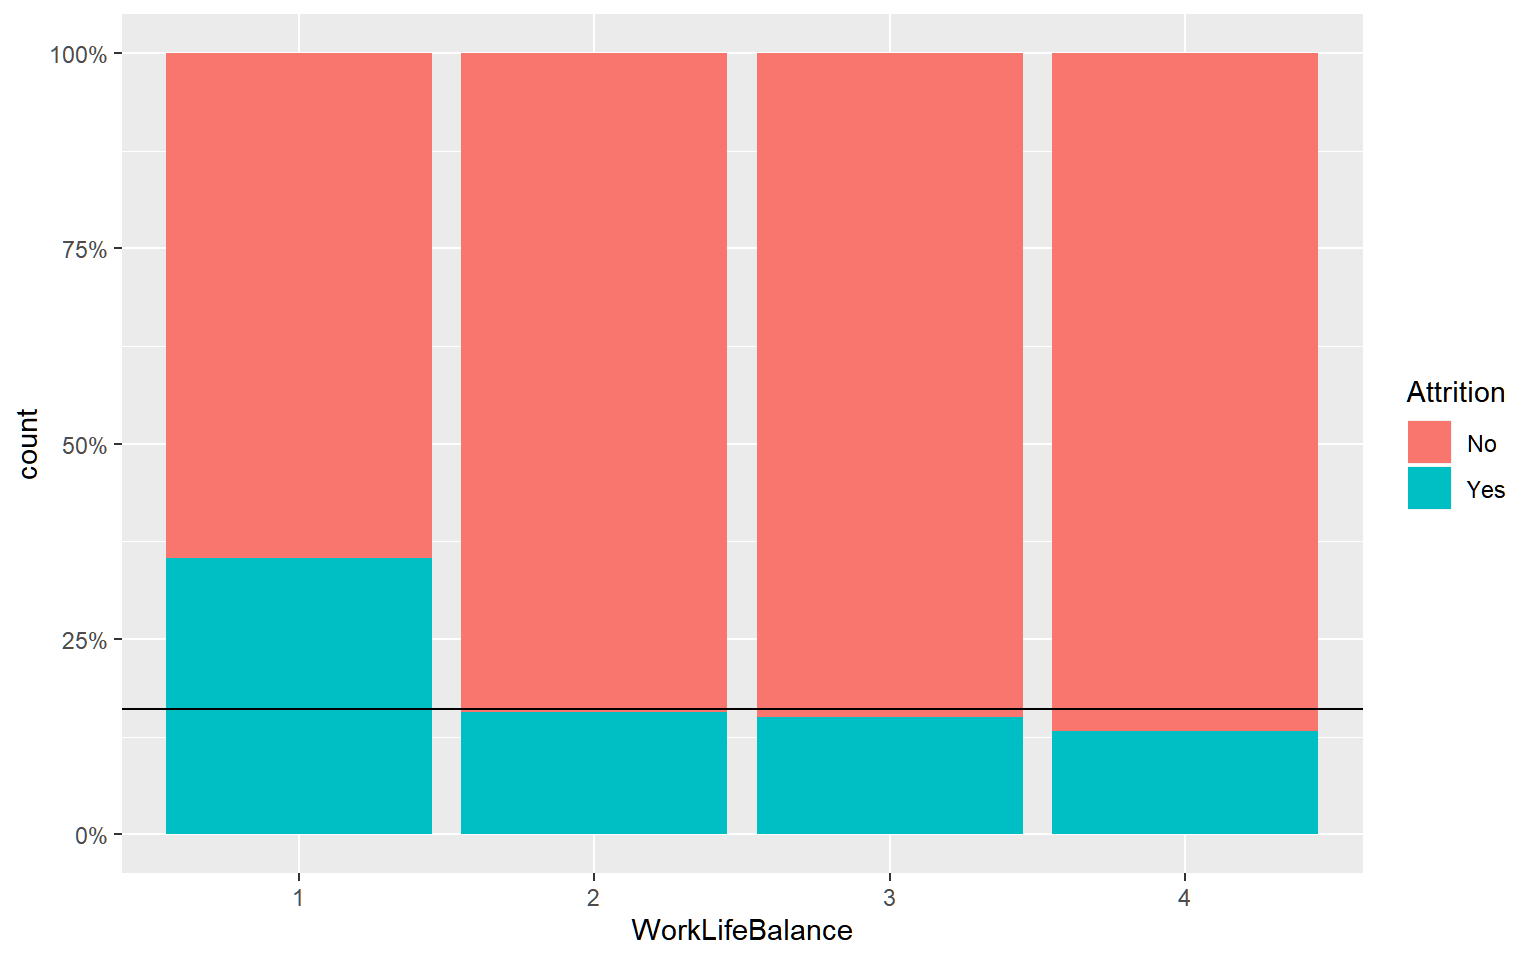 100%
75%
50%
25%
0%
count
1 2 3 4
WorkLifeBalance
Attrition
No
Yes